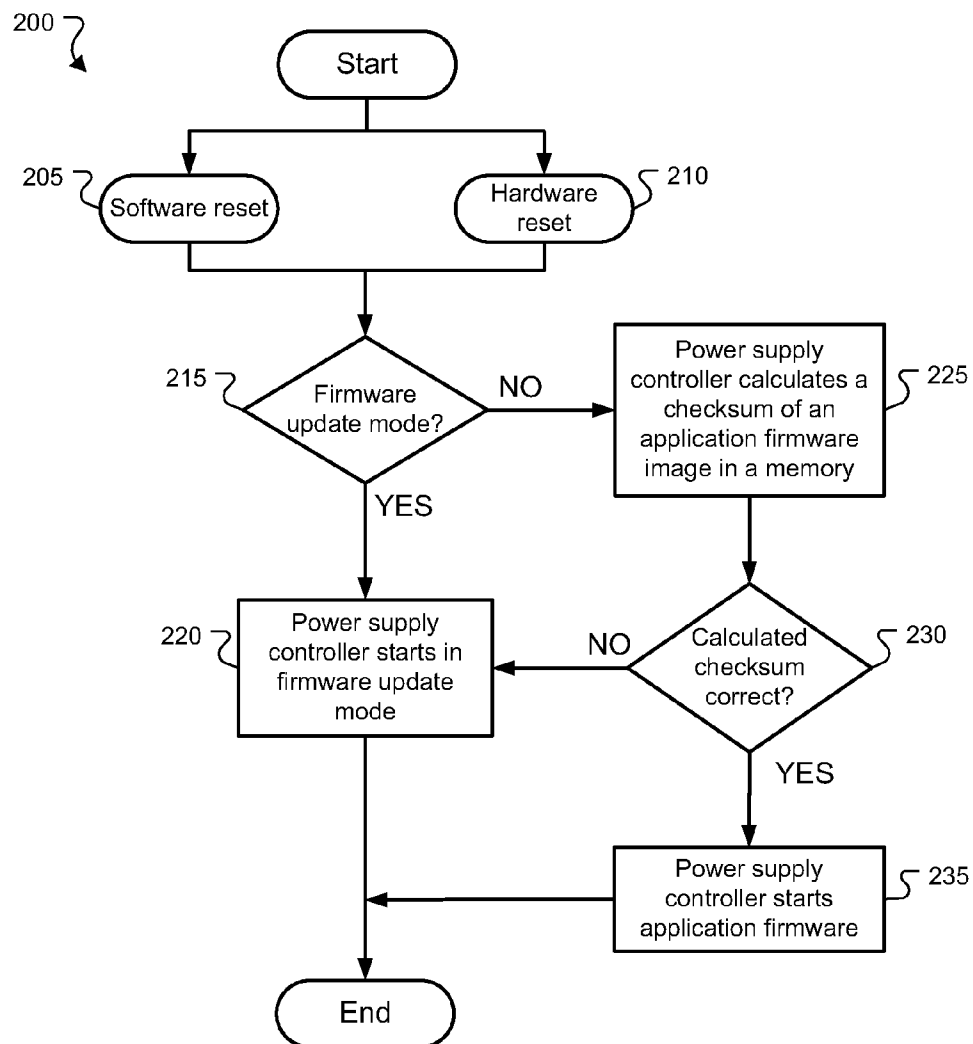 200
Start
205
Software reset
Hardware
reset
210
215
Firmware
update mode?
NO
YES
Power supply
controller calculates a
checksum of an
application firmware
image in a memory
225
220
Power supply
controller starts in
firmware update
mode
NO
Calculated
checksum
correct?
230
YES
Power supply
controller starts
application firmware
235
End